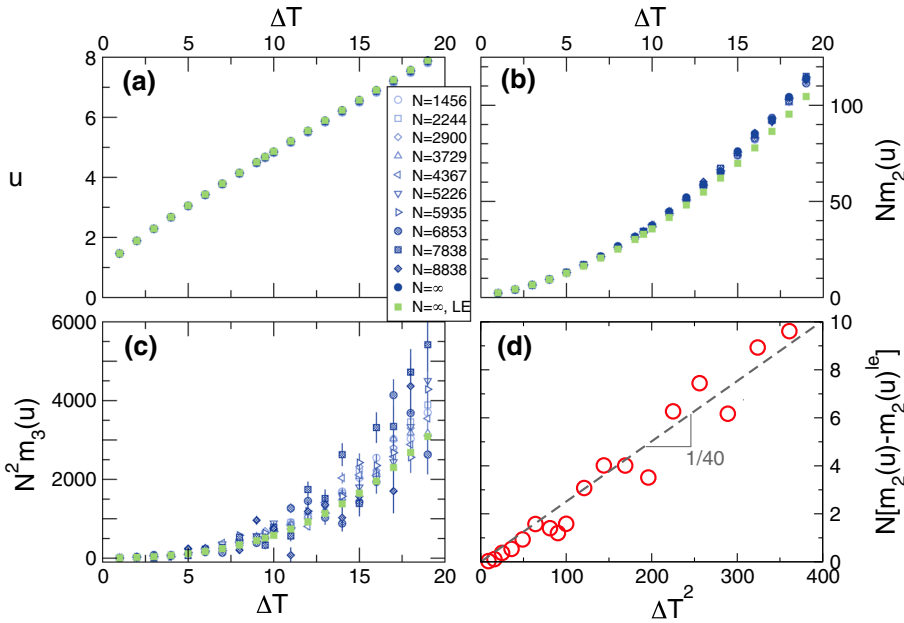 ΔT
ΔT
0 5 10 15 20
0 5 10 15 20
(a)
(b)
8
6
4
2
0
u
100
50
0
Nm₂(u)
N=1456
N=2244
N=2900
N=3729
N=4367
N=5226
N=5935
N=6853
N=7838
N=8838
N=∞
N=∞, LE
(c)
(d)
6000
4000
2000
0
N²m₃(u)
10
8
6
4
2
0
N[m₂(u)-m₂(u)ˡᵉ]
1/40
0 5 10 15 20
0 100 200 300 400
ΔT
ΔT²